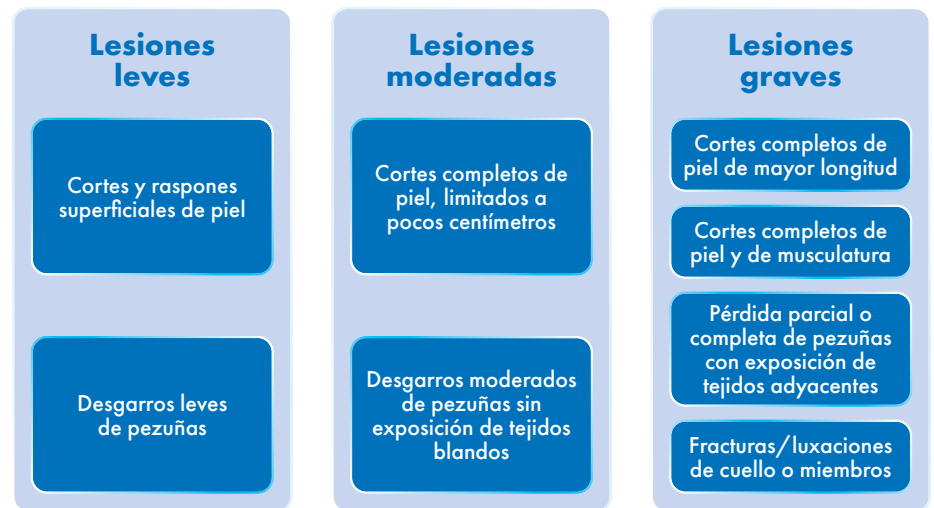 Lesiones
leves
Cortes y raspones
superficiales de piel
Desgarros leves
de pezuñas
Lesiones
moderadas
Cortes completos de
piel, limitados a
pocos centímetros
Desgarros moderados
de pezuñas sin
exposición de tejidos
blandos
Lesiones
graves
Cortes completos de
piel de mayor longitud
Cortes completos de
piel y de musculatura
Pérdida parcial o
completa de pezuñas
con exposición de
tejidos adyacentes
Fracturas/luxaciones
de cuello o miembros